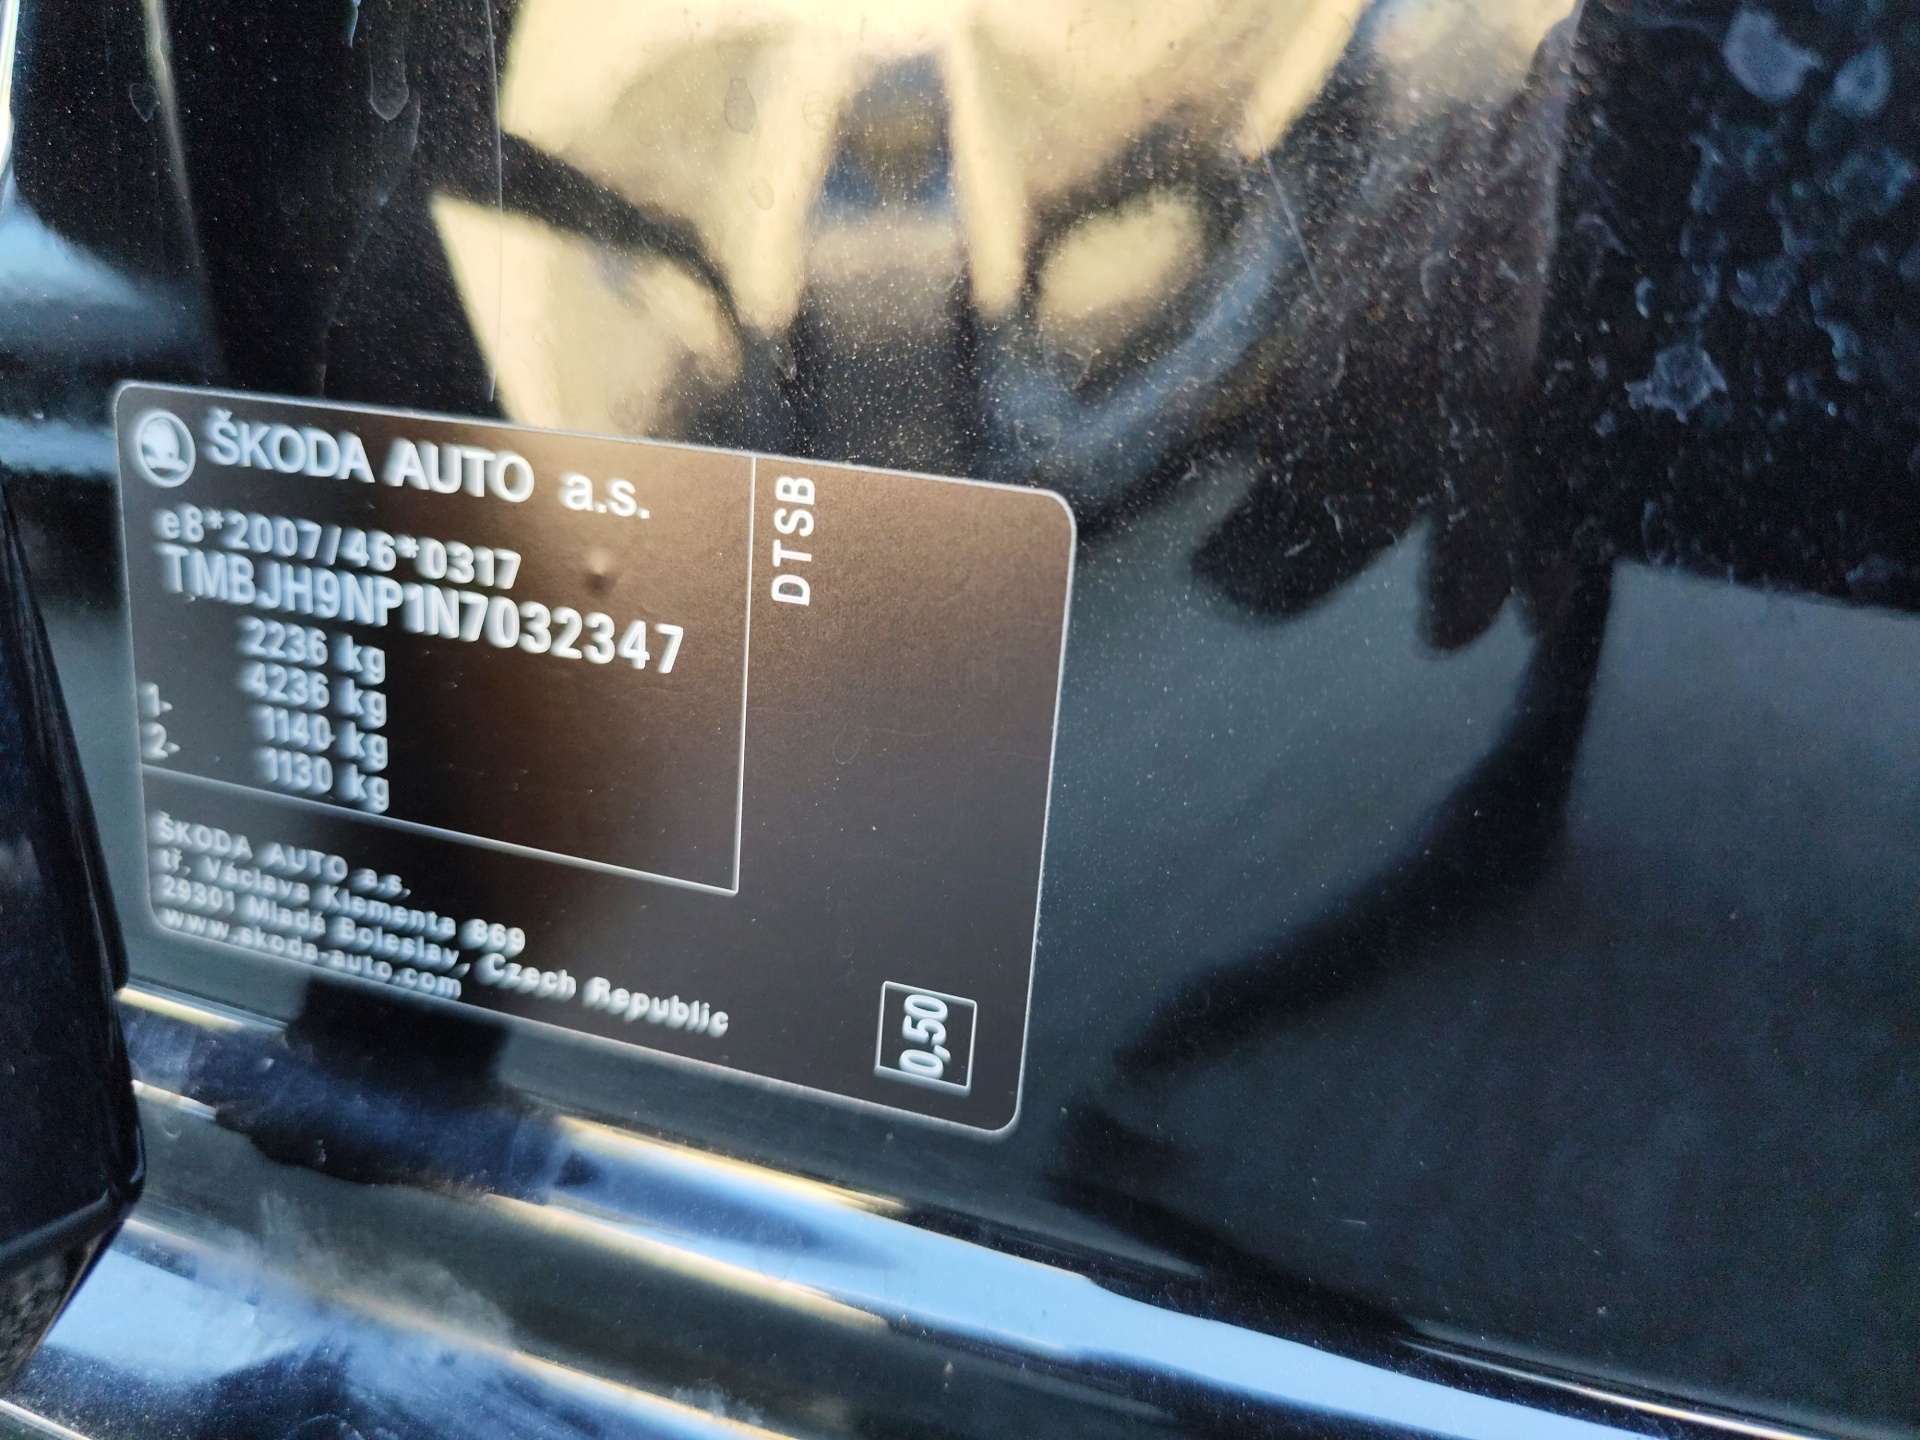 ŠKODA AUTO a.s.
e8*2007/46*0317
TMBJH9NP1N7032347
2236 kg
4236 kg
1- 1140 kg
2- 1130 kg
DTSB
ŠKODA AUTO a.s.
tř. Václava Klementa 869
29301 Mladá Boleslav, Czech Republic
www.skoda-auto.com
0,50